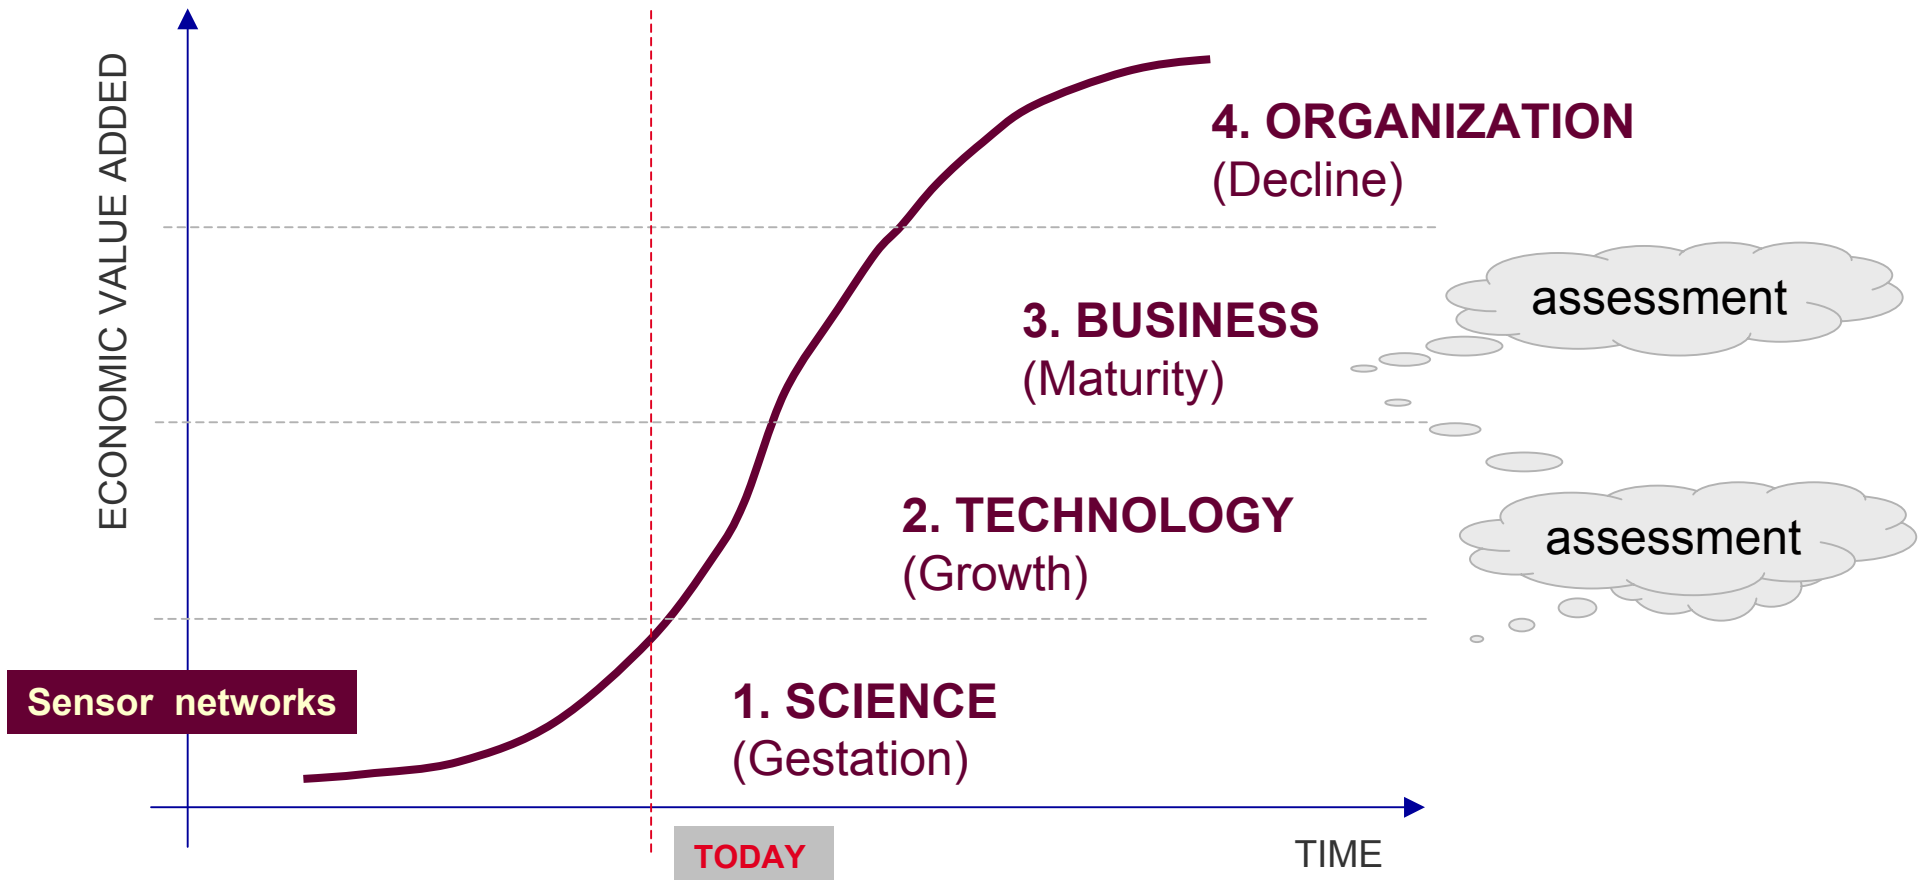 ECONOMIC VALUE ADDED
4. ORGANIZATION
(Decline)
assessment
3. BUSINESS
(Maturity)
2. TECHNOLOGY
(Growth)
assessment
Sensor networks
1. SCIENCE
(Gestation)
TODAY
TIME